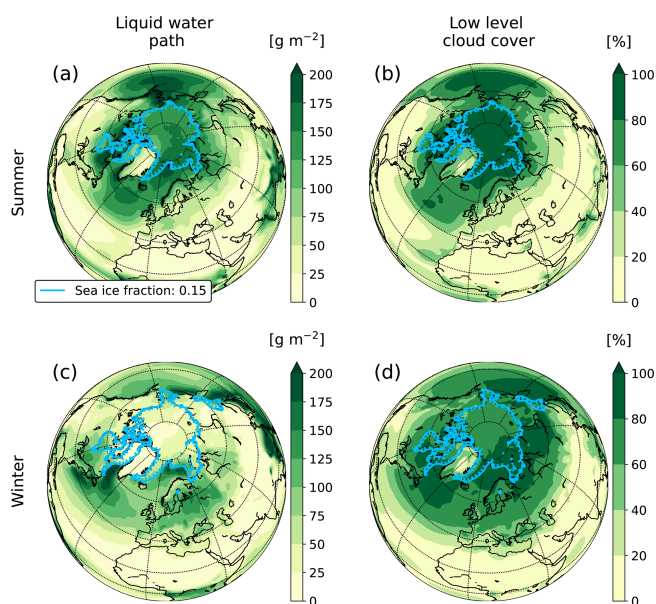 Liquid water
path
Low level
cloud cover
[g m−2]
[%]
(a)
(b)
200
175
150
125
100
75
50
25
0
100
80
60
40
20
0
Summer
Sea ice fraction: 0.15
[g m−2]
[%]
(c)
(d)
200
175
150
125
100
75
50
25
0
100
80
60
40
20
0
Winter